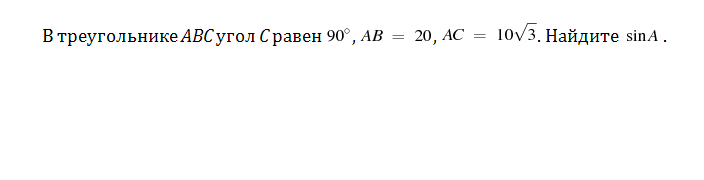 В треугольнике ABC угол C равен 90°, AB = 20, AC = 10√3. Найдите sin A .